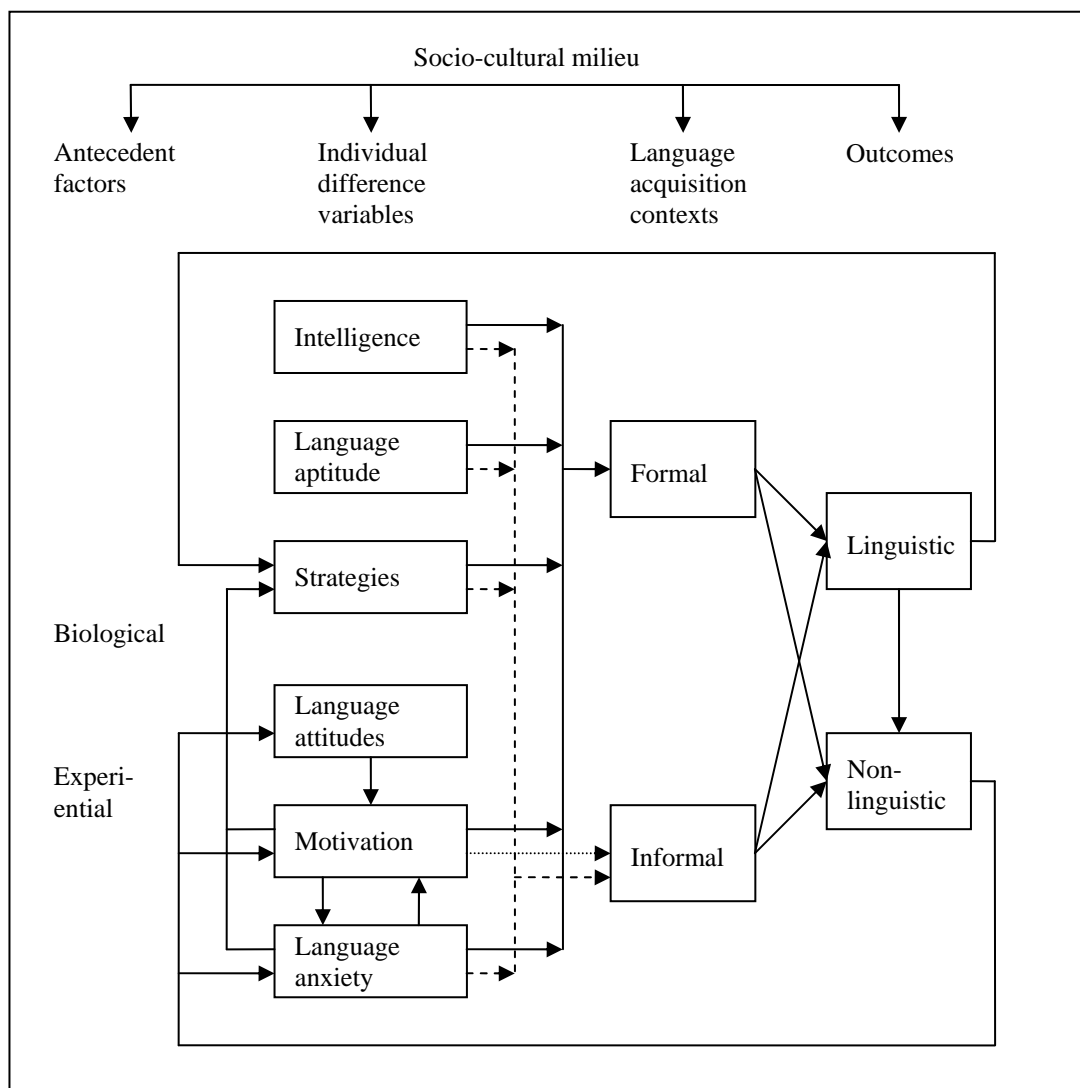 Socio-cultural milieu
Antecedent
factors
Individual
difference
variables
Language
acquisition
contexts
Outcomes
Intelligence
Language
aptitude
Formal
Strategies
Linguistic
Biological
Language
attitudes
Experi-
ential
Non-
linguistic
Motivation
Informal
Language
anxiety